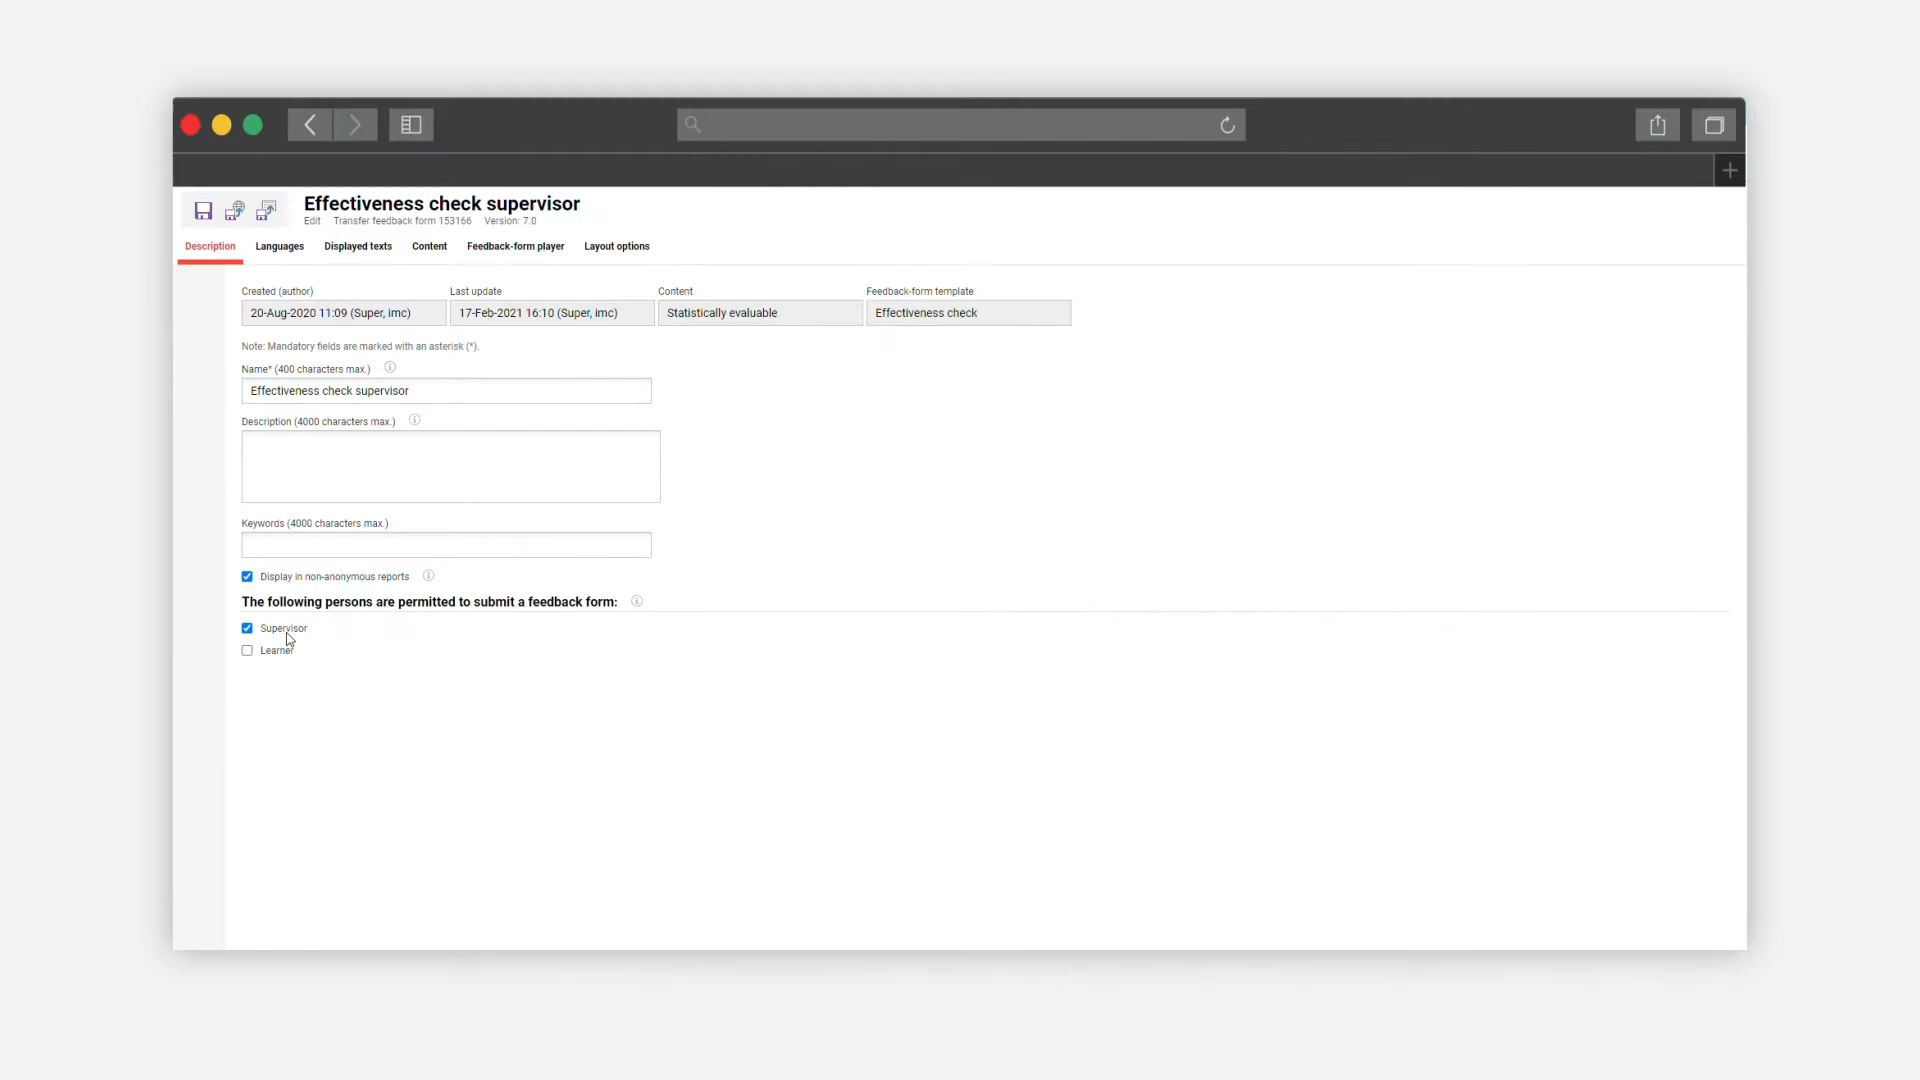 Effectiveness check supervisor
Edit Transfer feedback form 153166 Version: 7.0
Description Languages Displayed texts Content Feedback-form player Layout options
Created (author) Last update Content Feedback-form template
20-Aug-2020 11:09 (Super, imc) 17-Feb-2021 16:10 (Super, imc) Statistically evaluable Effectiveness check
Note: Mandatory fields are marked with an asterisk (*).
Name* (400 characters max.)
Effectiveness check supervisor
Description (4000 characters max.)
Keywords (4000 characters max.)
Display in non-anonymous reports
The following persons are permitted to submit a feedback form:
Supervisor
Learner